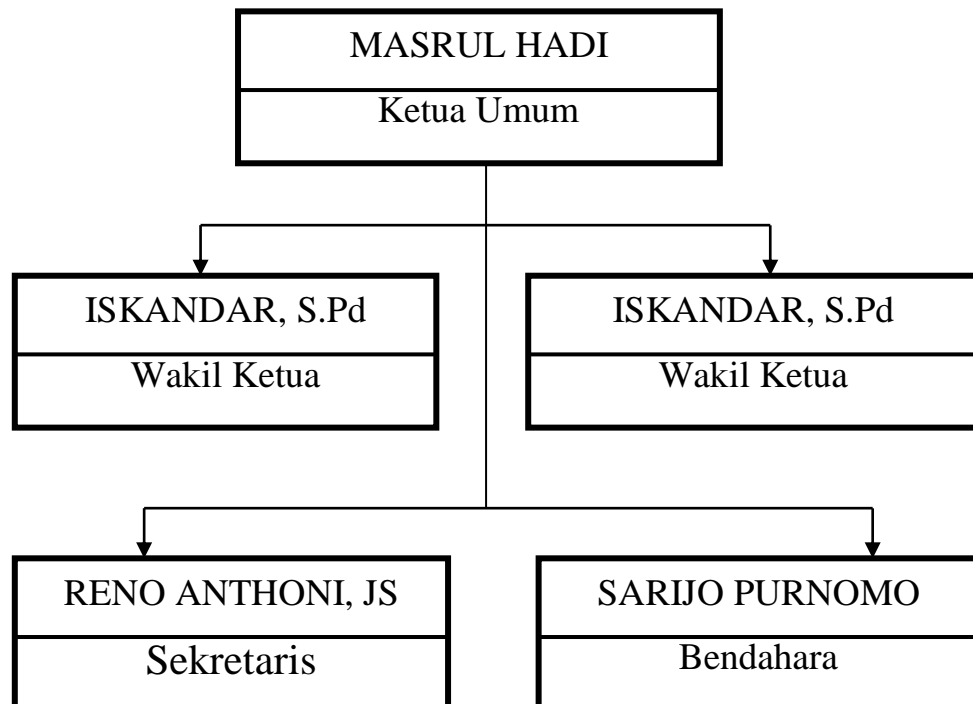 MASRUL HADI
Ketua Umum
ISKANDAR, S.Pd
Wakil Ketua
ISKANDAR, S.Pd
Wakil Ketua
RENO ANTHONI, JS
Sekretaris
SARIJO PURNOMO
Bendahara